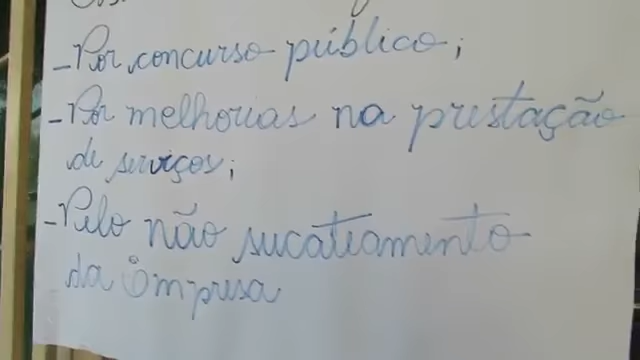 - Por concurso público;
- Por melhorias na prestação
de serviços;
- Pelo não sucateamento
da Empresa